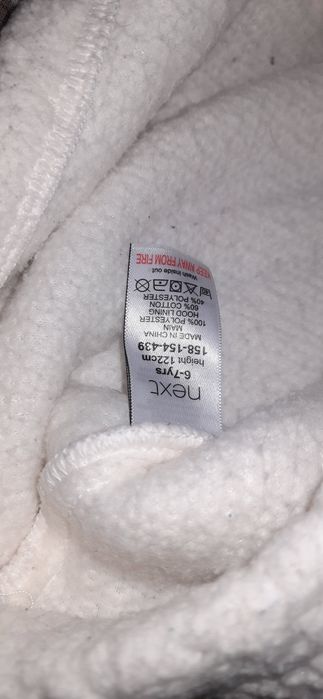 next
6-7yrs
height 122cm
158-154-439
MADE IN CHINA
MAIN
100% POLYESTER
HOOD LINING
60% COTTON
40% POLYESTER
Wash inside out
KEEP AWAY FROM FIRE